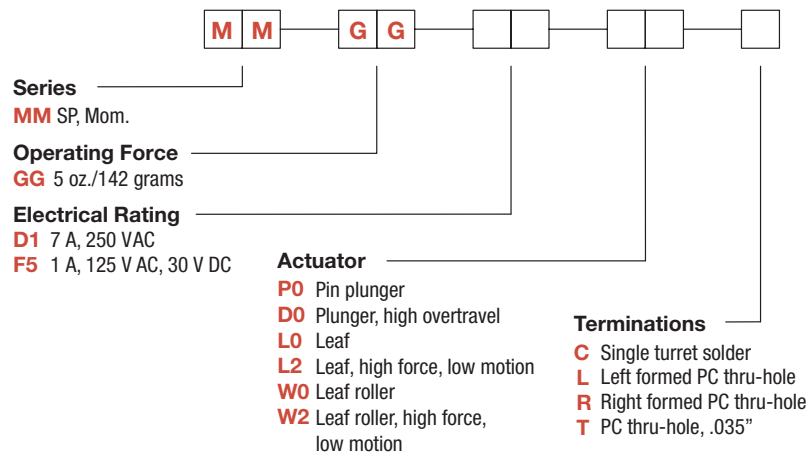 M M G G
Series
MM SP, Mom.
Operating Force
GG 5 oz./142 grams
Electrical Rating
D1 7 A, 250 VAC
F5 1 A, 125 V AC, 30 V DC
Actuator
P0 Pin plunger
D0 Plunger, high overtravel
L0 Leaf
L2 Leaf, high force, low motion
W0 Leaf roller
W2 Leaf roller, high force,
low motion
Terminations
C Single turret solder
L Left formed PC thru-hole
R Right formed PC thru-hole
T PC thru-hole, .035”